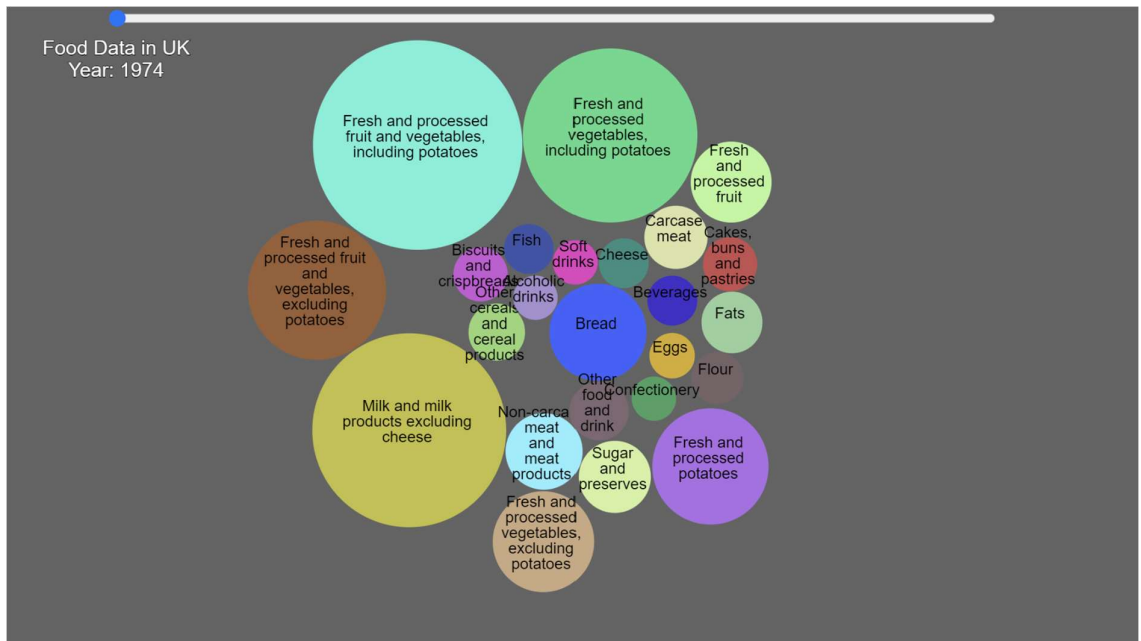 Food Data in UK
Year: 1974
Fresh and processed
fruit and vegetables,
including potatoes
Fresh and
processed
vegetables,
including potatoes
Fresh
and
processed
fruit
Fresh and
processed fruit
and
vegetables,
excluding
potatoes
Biscuits
and
crispbreads
Fish
Soft
drinks
Cheese
Carcase
meat
Cakes,
buns
and
pastries
Other
cereals
and
cereal
products
Alcoholic
drinks
Bread
Beverages
Fats
Eggs
Flour
Milk and milk
products excluding
cheese
Other
food
and
drink
Confectionery
Non-carca
meat
and
meat
products
Sugar
and
preserves
Fresh and
processed
potatoes
Fresh and
processed
vegetables,
excluding
potatoes